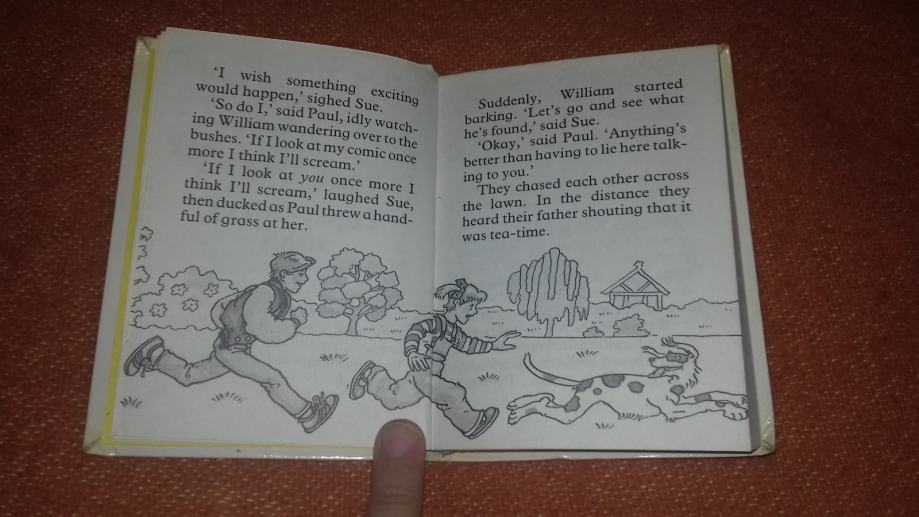 ‘I wish something exciting
would happen,’ sighed Sue.
‘So do I,’ said Paul, idly watch-
ing William wandering over to the
bushes. ‘If I look at my comic once
more I think I’ll scream.’
‘If I look at you once more I
think I’ll scream,’ laughed Sue,
then ducked as Paul threw a hand-
ful of grass at her.
Suddenly, William started
barking. ‘Let’s go and see what
he’s found,’ said Sue.
‘Okay,’ said Paul. ‘Anything’s
better than having to lie here talk-
ing to you.’
They chased each other across
the lawn. In the distance they
heard their father shouting that it
was tea-time.